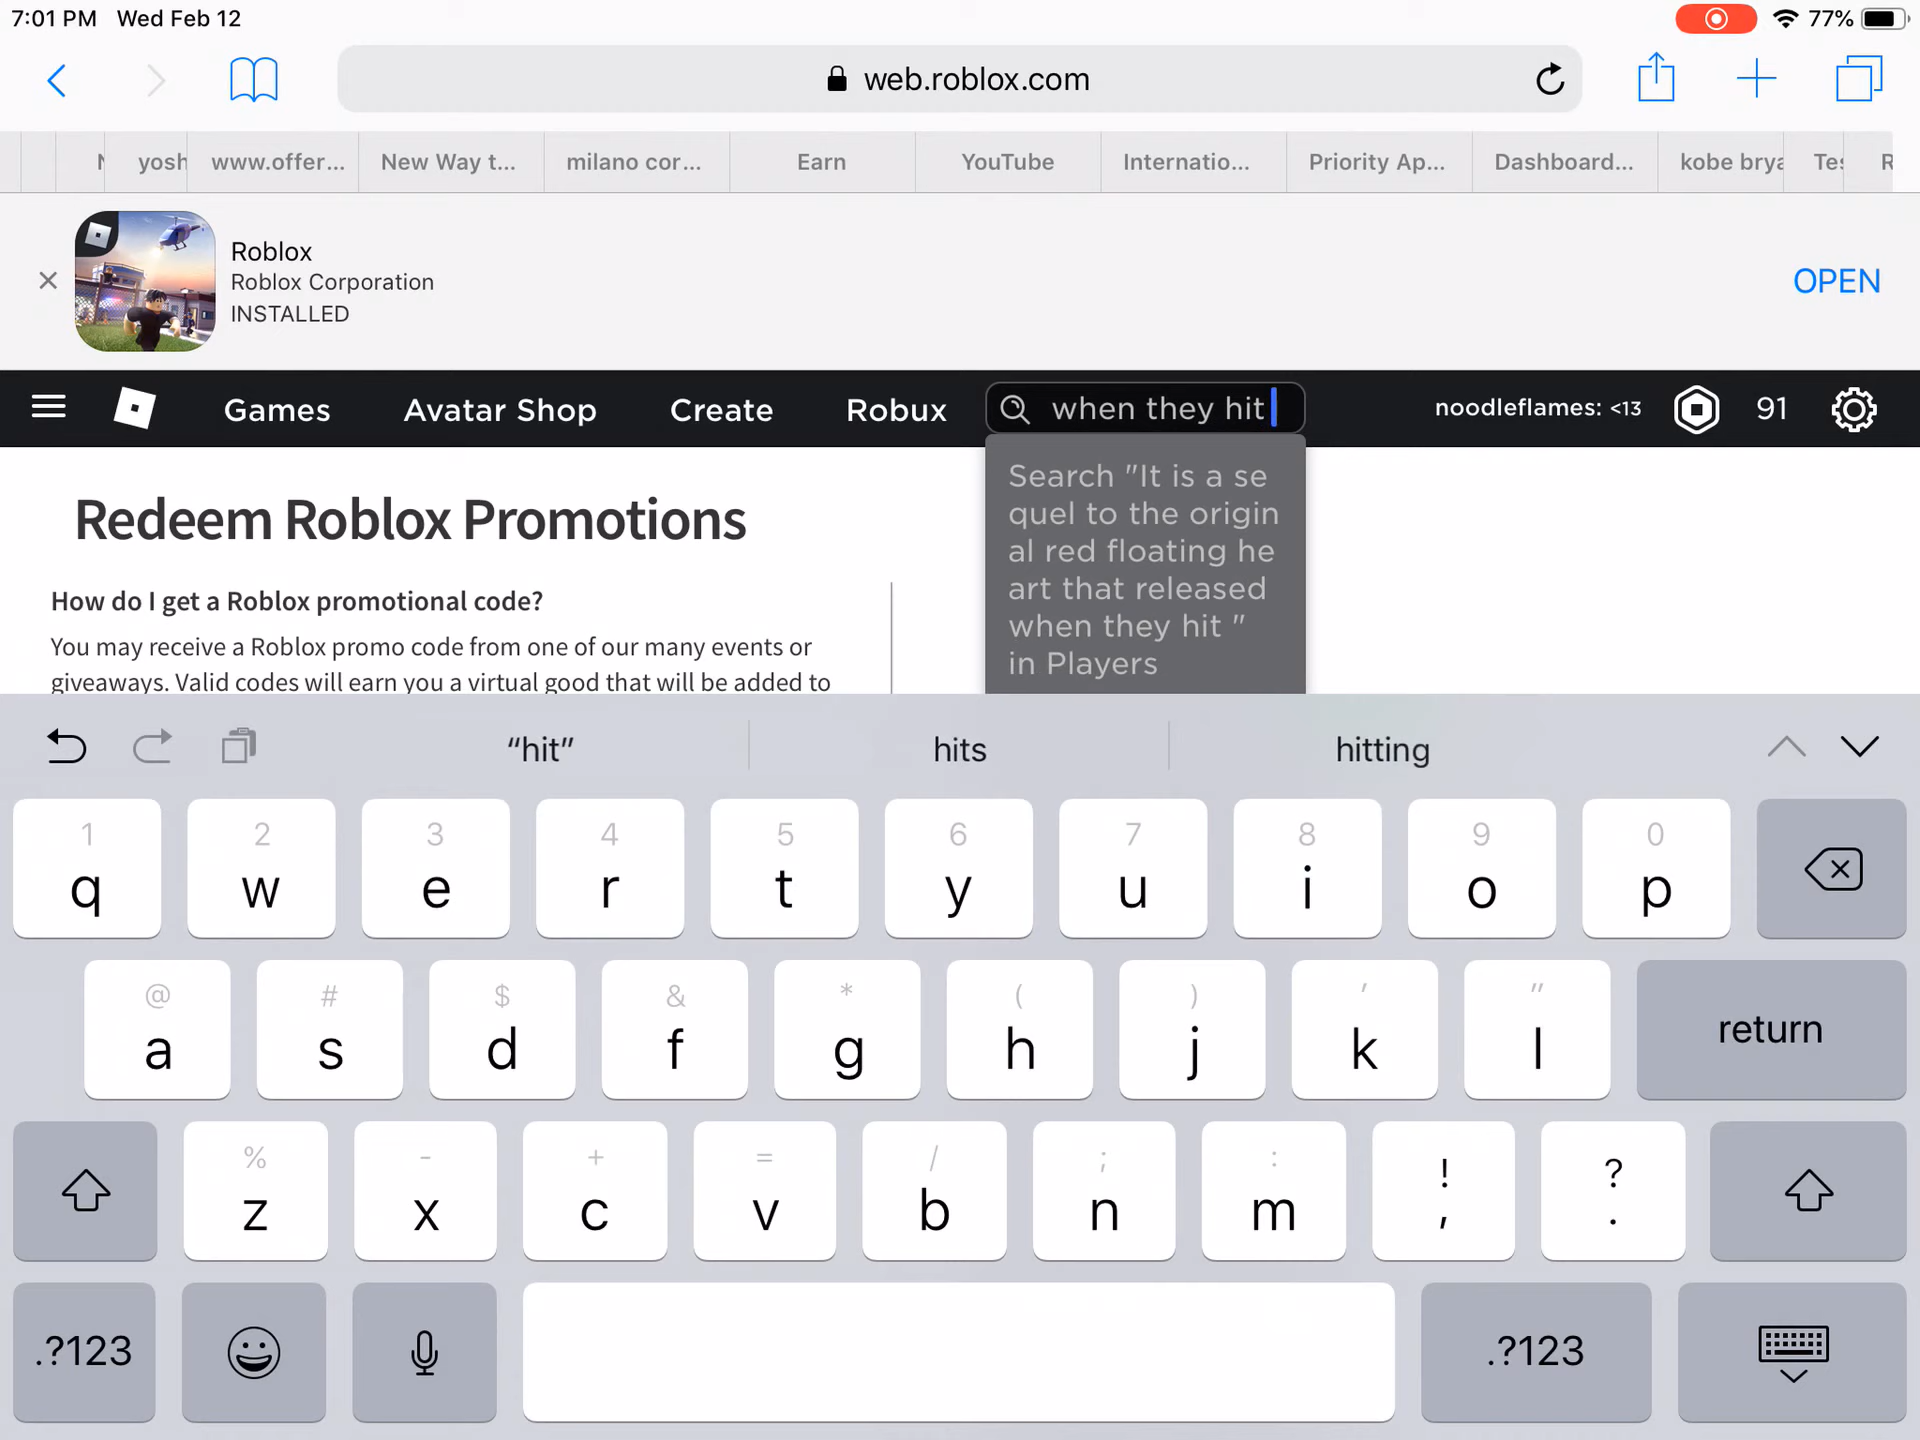 7:01 PM Wed Feb 12 77%
web.roblox.com
yosh www.offer... New Way t... milano cor... Earn YouTube Internatio... Priority Ap... Dashboard... kobe brya Tes R
Roblox
Roblox Corporation
INSTALLED
OPEN
Games Avatar Shop Create Robux when they hit noodleflames: <13 91
Search "It is a se
quel to the origin
al red floating he
art that released
when they hit "
in Players
Redeem Roblox Promotions
How do I get a Roblox promotional code?
You may receive a Roblox promo code from one of our many events or
giveaways. Valid codes will earn you a virtual good that will be added to
“hit” hits hitting
1 2 3 4 5 6 7 8 9 0
q w e r t y u i o p
@ # $ & * ( ) ' "
a s d f g h j k l return
% - + = / ; : ! ?
z x c v b n m , .
.?123 .?123